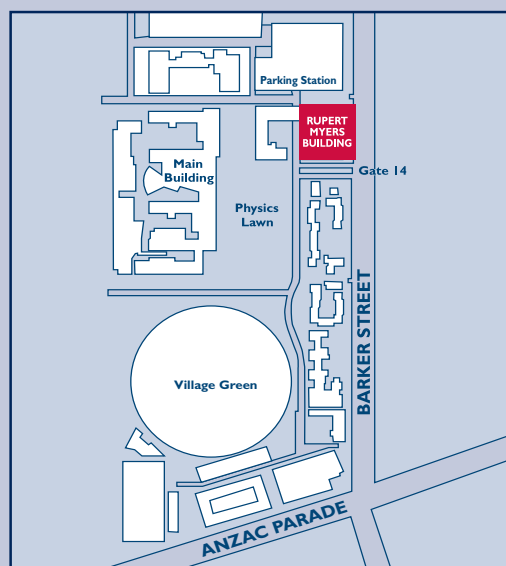 Parking Station
RUPERT
MYERS
BUILDING
Main
Building
Gate 14
Physics
Lawn
BARKER STREET
Village Green
ANZAC PARADE